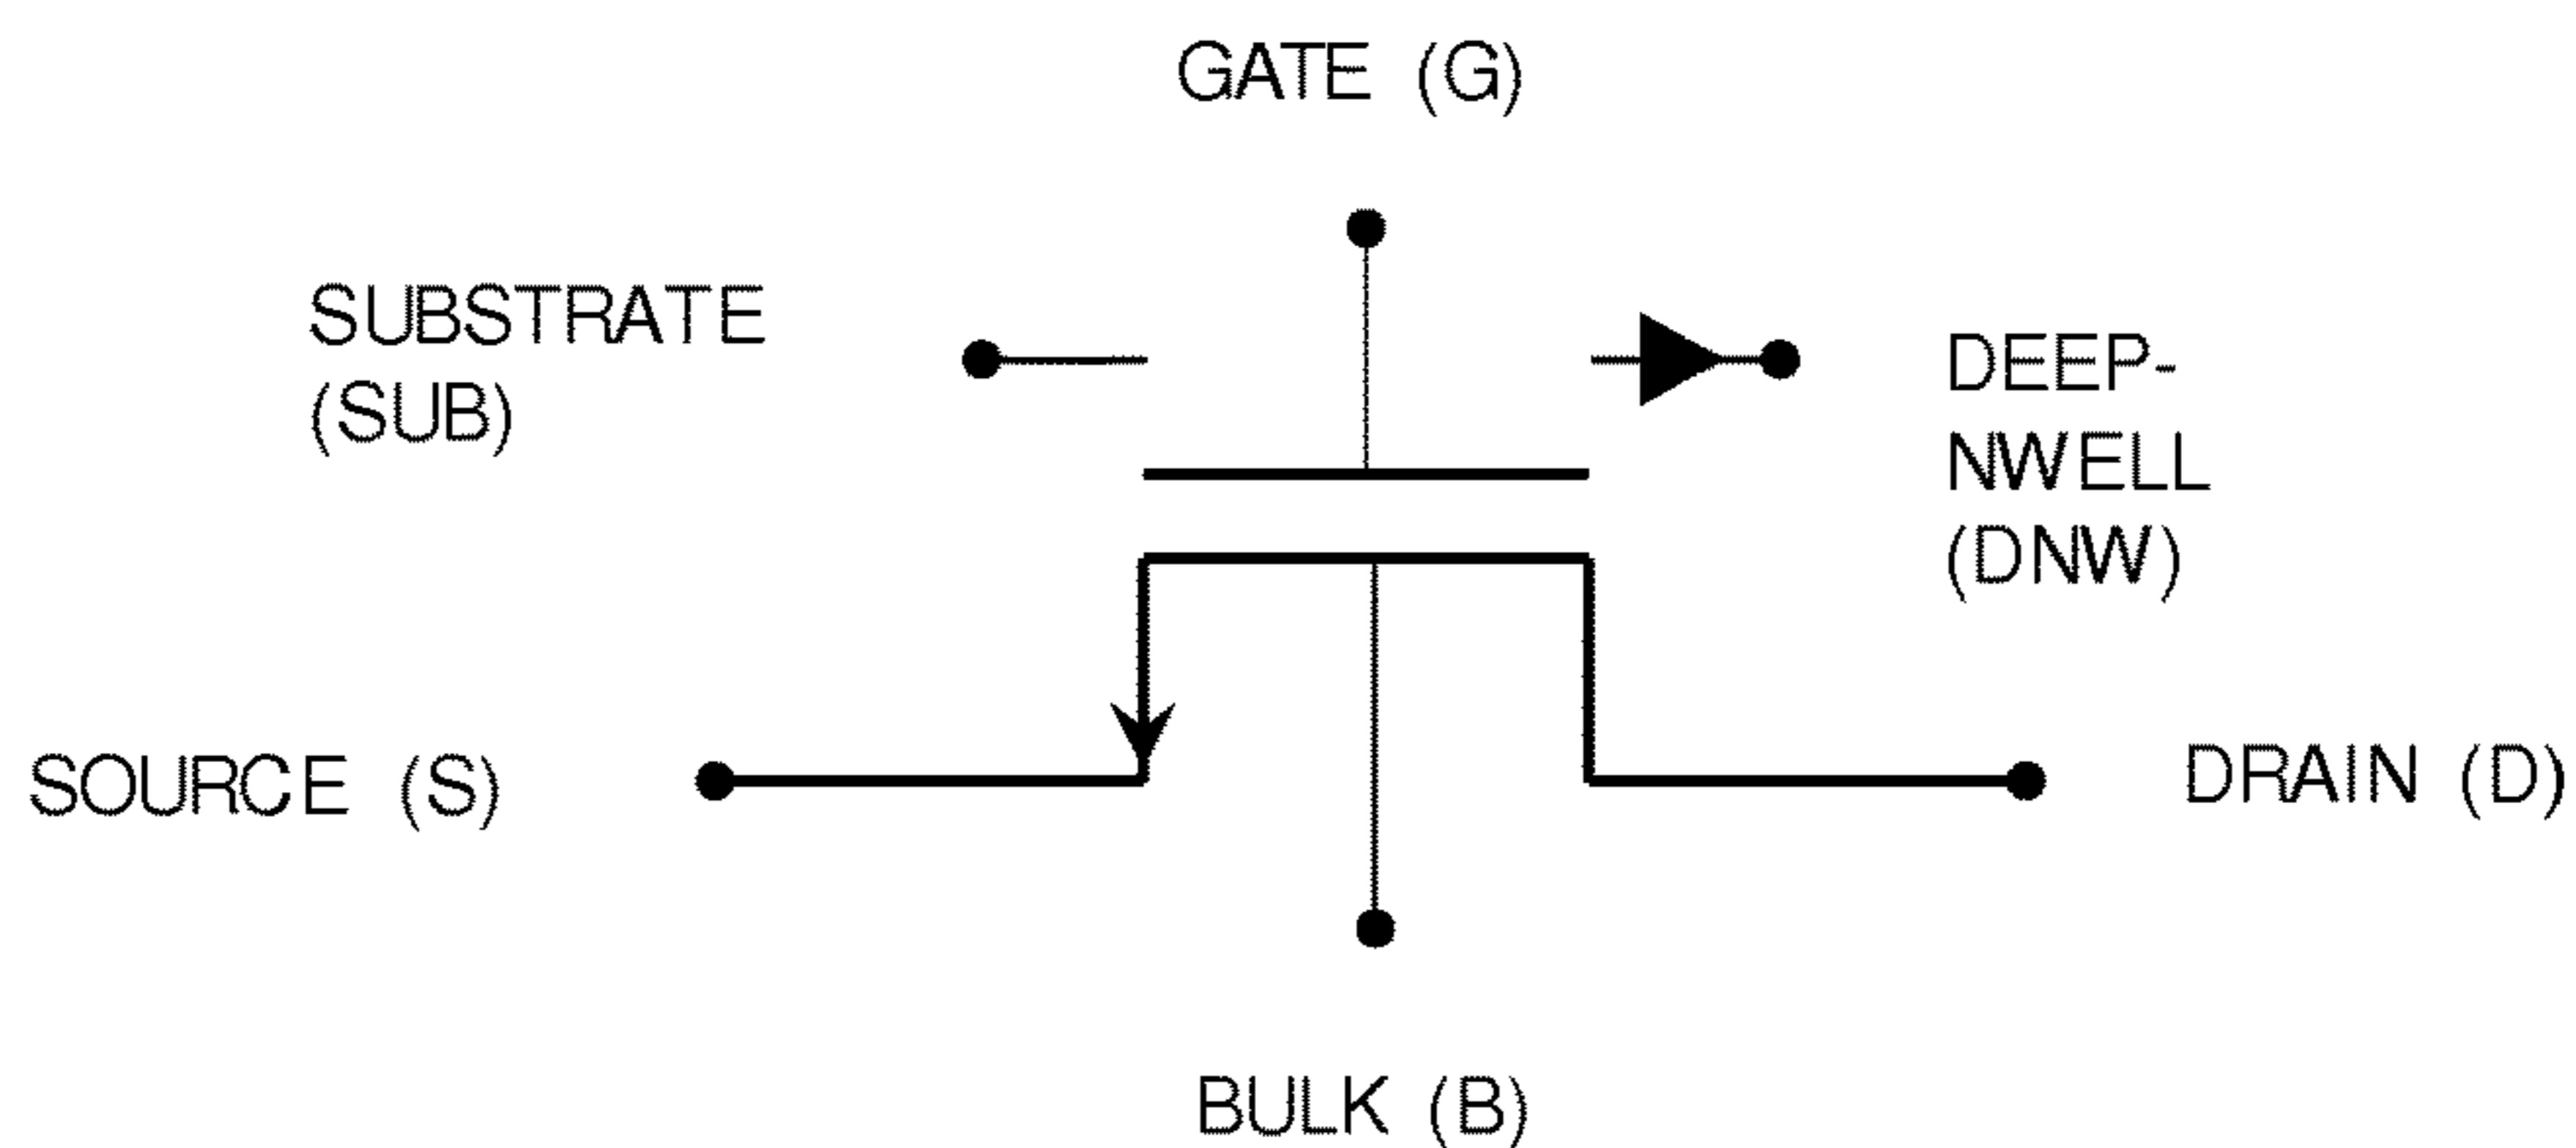 GATE (G)
SUBSTRATE
(SUB)
DEEP-
NWELL
(DNW)
SOURCE (S)
DRAIN (D)
BULK (B)